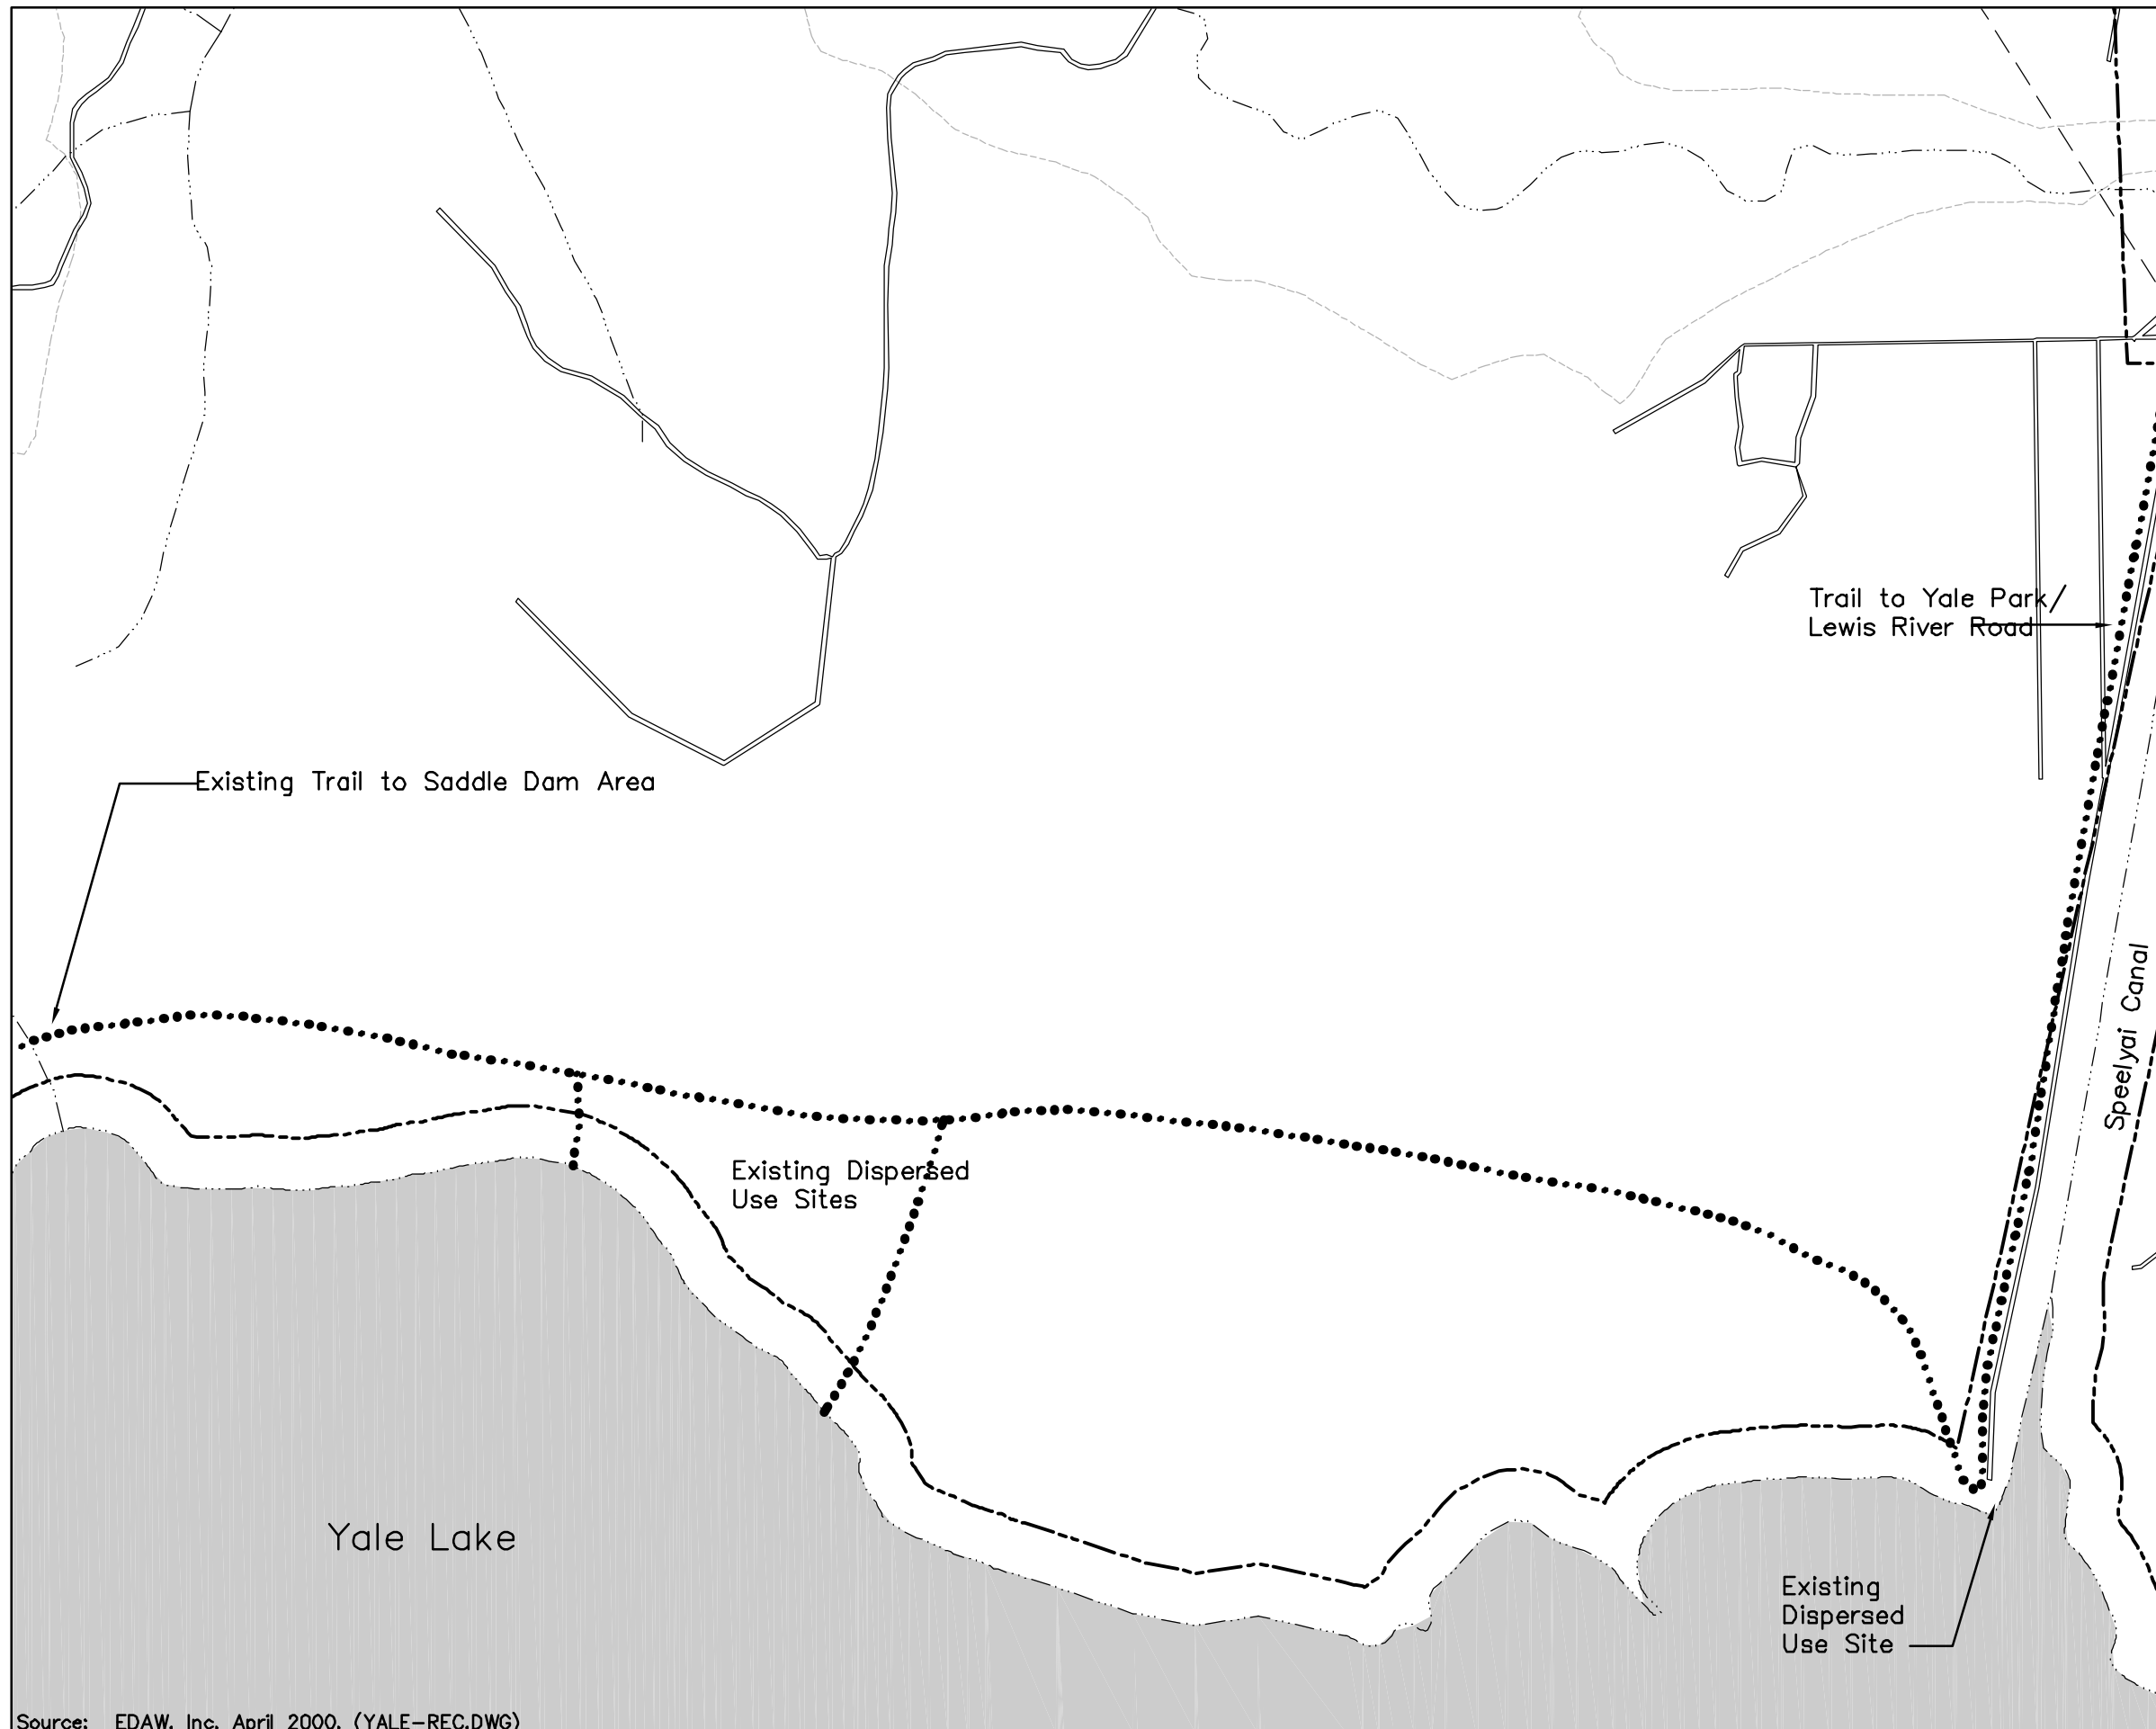 Trail to Yale Park/
Lewis River Road
Existing Trail to Saddle Dam Area
Speelyai Canal
Existing Dispersed
Use Sites
Yale Lake
Existing
Dispersed
Use Site
Source: EDAW, Inc. April 2000. (YALE-REC.DWG)